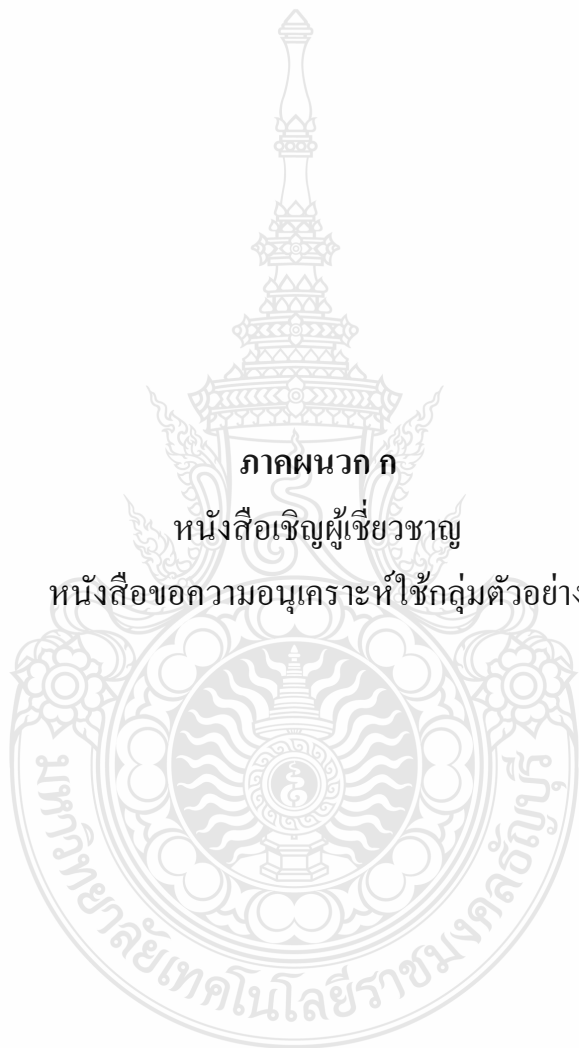 ภาคผนวก ก
หนังสือเชิญผู้เชี่ยวชาญ
หนังสือขอความอนุเคราะห์ใช้กลุ่มตัวอย่าง
มหาวิทยาลัยเทคโนโลยีราชมงคลธัญบุรี